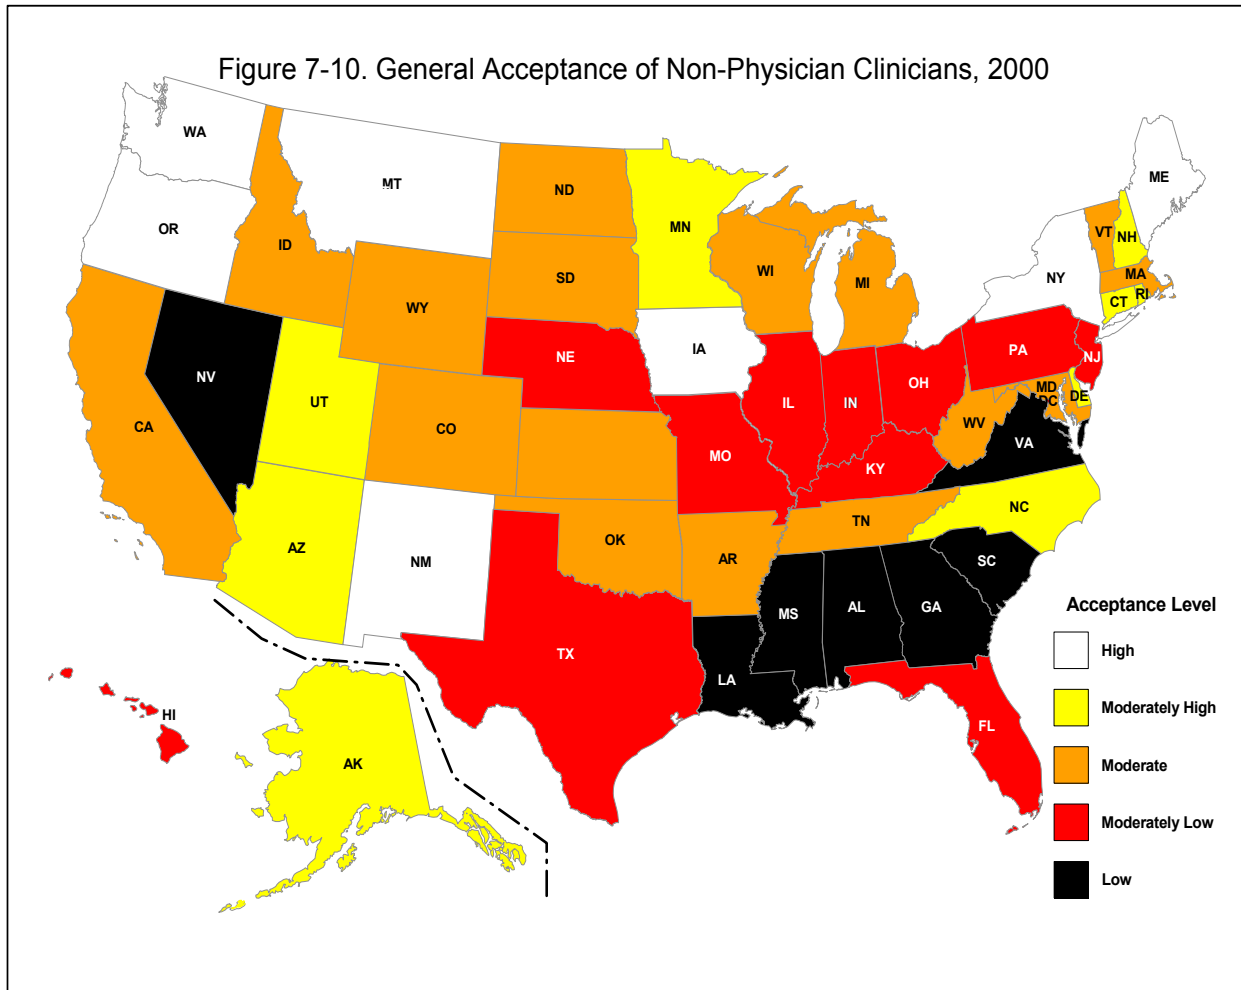 Figure 7-10. General Acceptance of Non-Physician Clinicians, 2000
WA
MT
ND
MN
ME
OR
ID
WY
SD
WI
MI
NY
VT
NH
MA
CT
RI
NV
UT
CA
CO
NE
IA
IL
IN
OH
PA
NJ
MD
DC
DE
WV
VA
MO
KY
AZ
NM
OK
AR
TN
NC
SC
TX
LA
MS
AL
GA
FL
HI
AK
Acceptance Level
High
Moderately High
Moderate
Moderately Low
Low